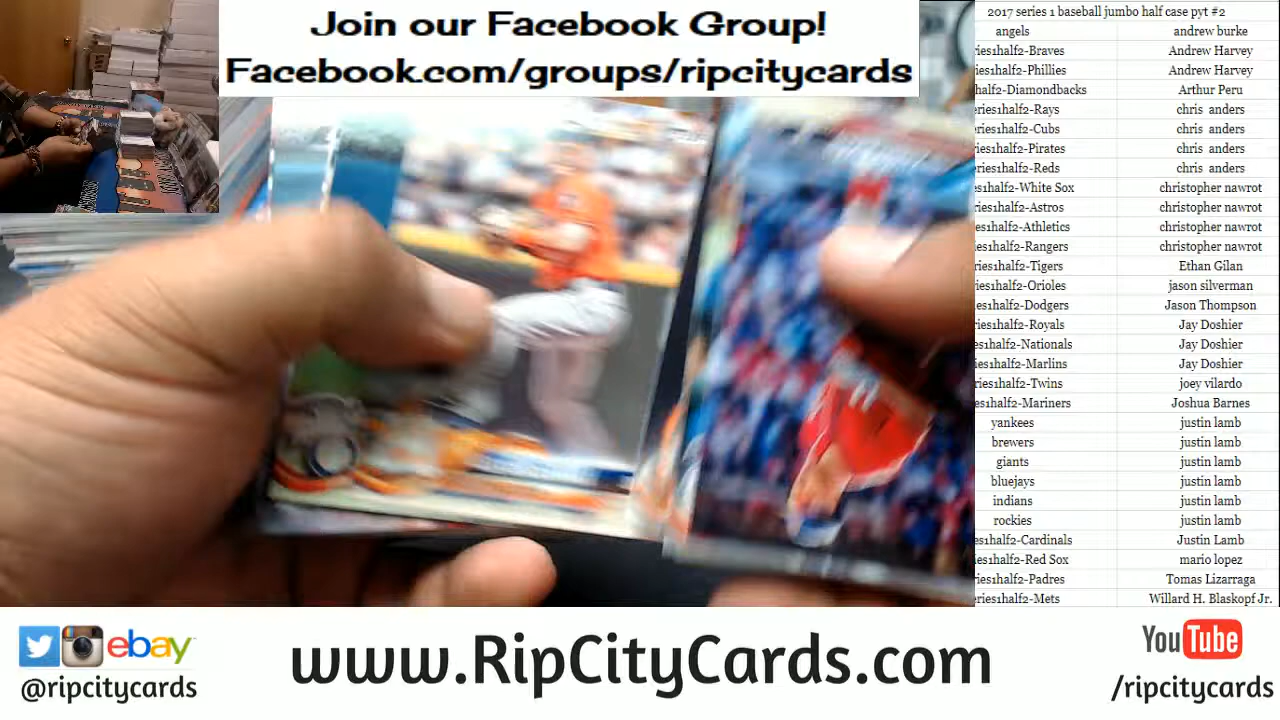 Join our Facebook Group!
Facebook.com/groups/ripcitycards
2017 series 1 baseball jumbo half case pyt #2
angels andrew burke
ries1half2-Braves Andrew Harvey
ries1half2-Phillies Andrew Harvey
half2-Diamondbacks Arthur Peru
eries1half2-Rays chris anders
eries1half2-Cubs chris anders
ries1half2-Pirates chris anders
eries1half2-Reds chris anders
ies1half2-White Sox christopher nawrot
ries1half2-Astros christopher nawrot
es1half2-Athletics christopher nawrot
ies1half2-Rangers christopher nawrot
ries1half2-Tigers Ethan Gilan
ies1half2-Orioles jason silverman
es1half2-Dodgers Jason Thompson
ries1half2-Royals Jay Doshier
s1half2-Nationals Jay Doshier
ies1half2-Marlins Jay Doshier
ries1half2-Twins joey vilardo
es1half2-Mariners Joshua Barnes
yankees justin lamb
brewers justin lamb
giants justin lamb
bluejays justin lamb
indians justin lamb
rockies justin lamb
es1half2-Cardinals Justin Lamb
es1half2-Red Sox mario lopez
ries1half2-Padres Tomas Lizarraga
eries1half2-Mets Willard H. Blaskopf Jr.
ebay
@ripcitycards
www.RipCityCards.com
YouTube
/ripcitycards